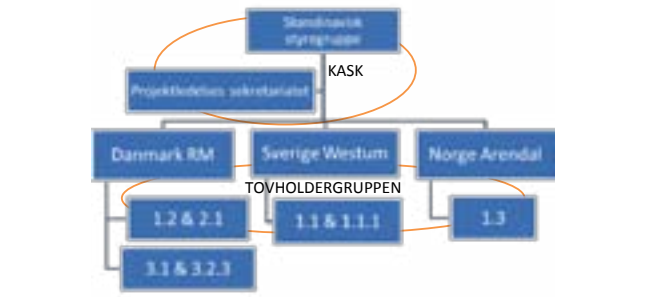 Skandinavisk
styregruppe
KASK
Projektledelses sekretariatet
Danmark RM
Sverige Westum
Norge Arendal
TOVHOLDERGRUPPEN
1.2 & 2.1
1.1 & 1.1.1
1.3
3.1 & 3.2.3